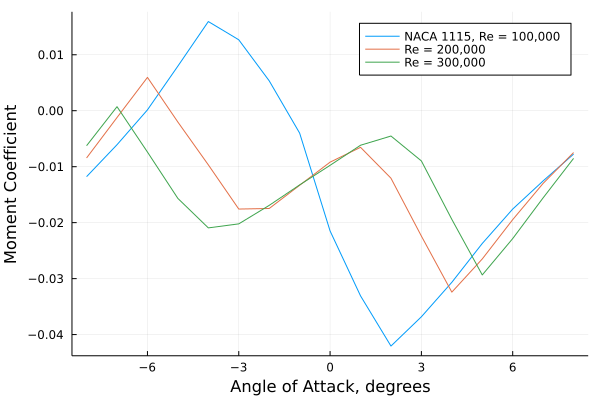 NACA 1115, Re = 100,000
Re = 200,000
Re = 300,000
Moment Coefficient
0.01
0.00
−0.01
−0.02
−0.03
−0.04
−6 −3 0 3 6
Angle of Attack, degrees